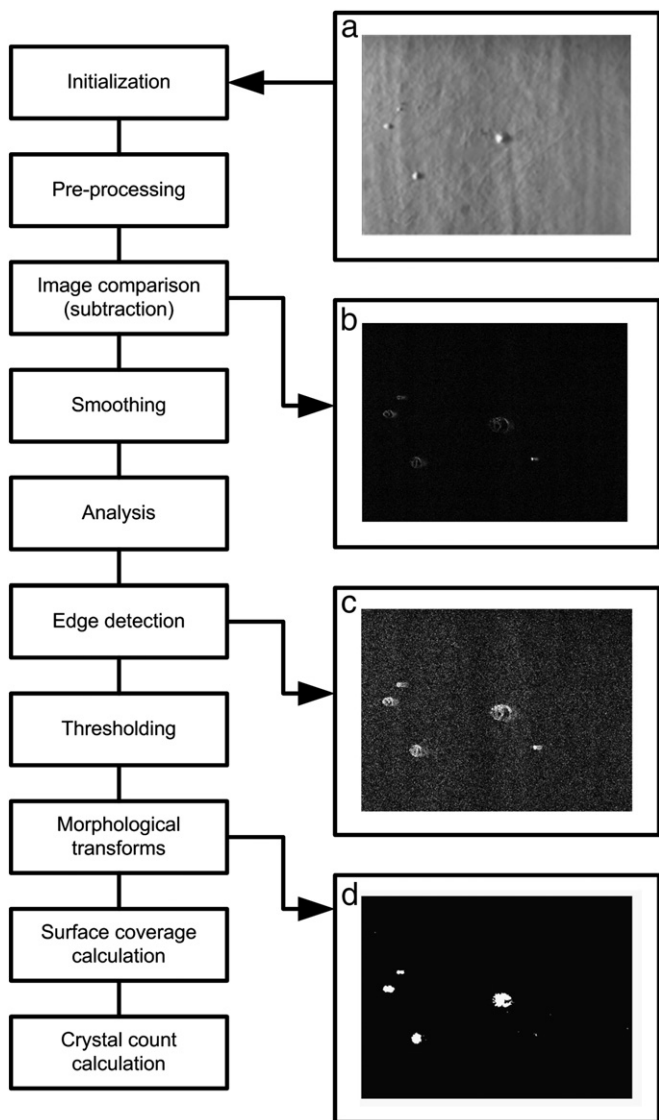 Initialization
Pre-processing
Image comparison
(subtraction)
Smoothing
Analysis
Edge detection
Thresholding
Morphological
transforms
Surface coverage
calculation
Crystal count
calculation
a
b
c
d